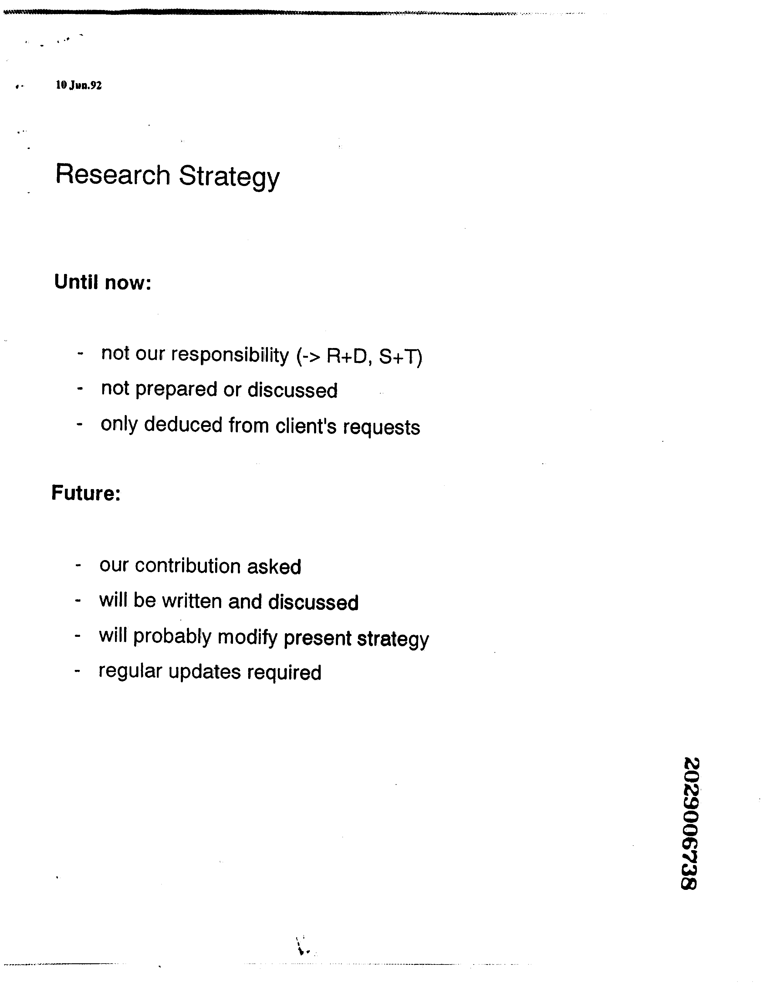 10 Jun.92
Research Strategy
Until now:
- not our responsibility (-> R+D, S+T)
- not prepared or discussed
- only deduced from client's requests
Future:
- our contribution asked
- will be written and discussed
- will probably modify present strategy
- regular updates required
2029006738